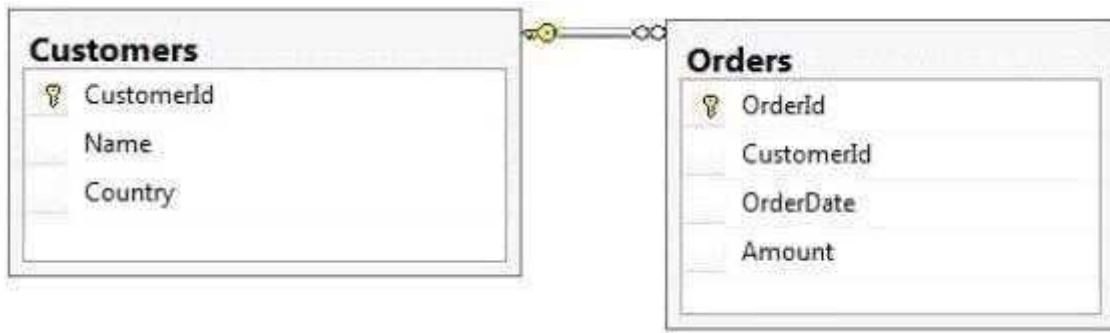 Customers
CustomerId
Name
Country
Orders
OrderId
CustomerId
OrderDate
Amount